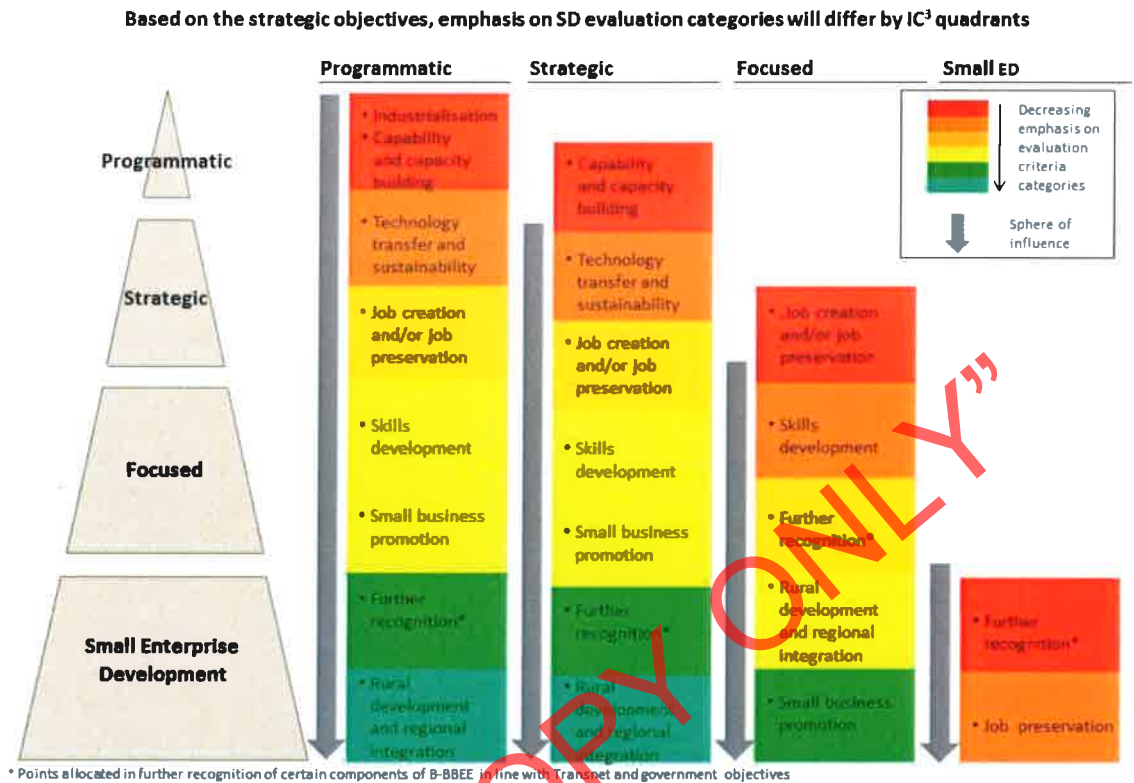 Based on the strategic objectives, emphasis on SD evaluation categories will differ by IC³ quadrants
Programmatic
Strategic
Focused
Small ED
Decreasing
emphasis on
evaluation
criteria
categories
Sphere of
influence
Programmatic
Strategic
Focused
Small Enterprise
Development
• Industrialisation
• Capability
and capacity
building
• Technology
transfer and
sustainability
• Job creation
and/or job
preservation
• Skills
development
• Small business
promotion
• Further
recognition*
• Rural
development
and regional
integration
• Capability
and capacity
building
• Technology
transfer and
sustainability
• Job creation
and/or job
preservation
• Skills
development
• Small business
promotion
• Further
recognition*
• Rural
development
and regional
integration
• Job creation
and/or job
preservation
• Skills
development
• Further
recognition*
• Rural
development
and regional
integration
• Small business
promotion
• Further
recognition*
• Job preservation
* Points allocated in further recognition of certain components of B-BBEE in line with Transnet and government objectives
OPY ONLY”